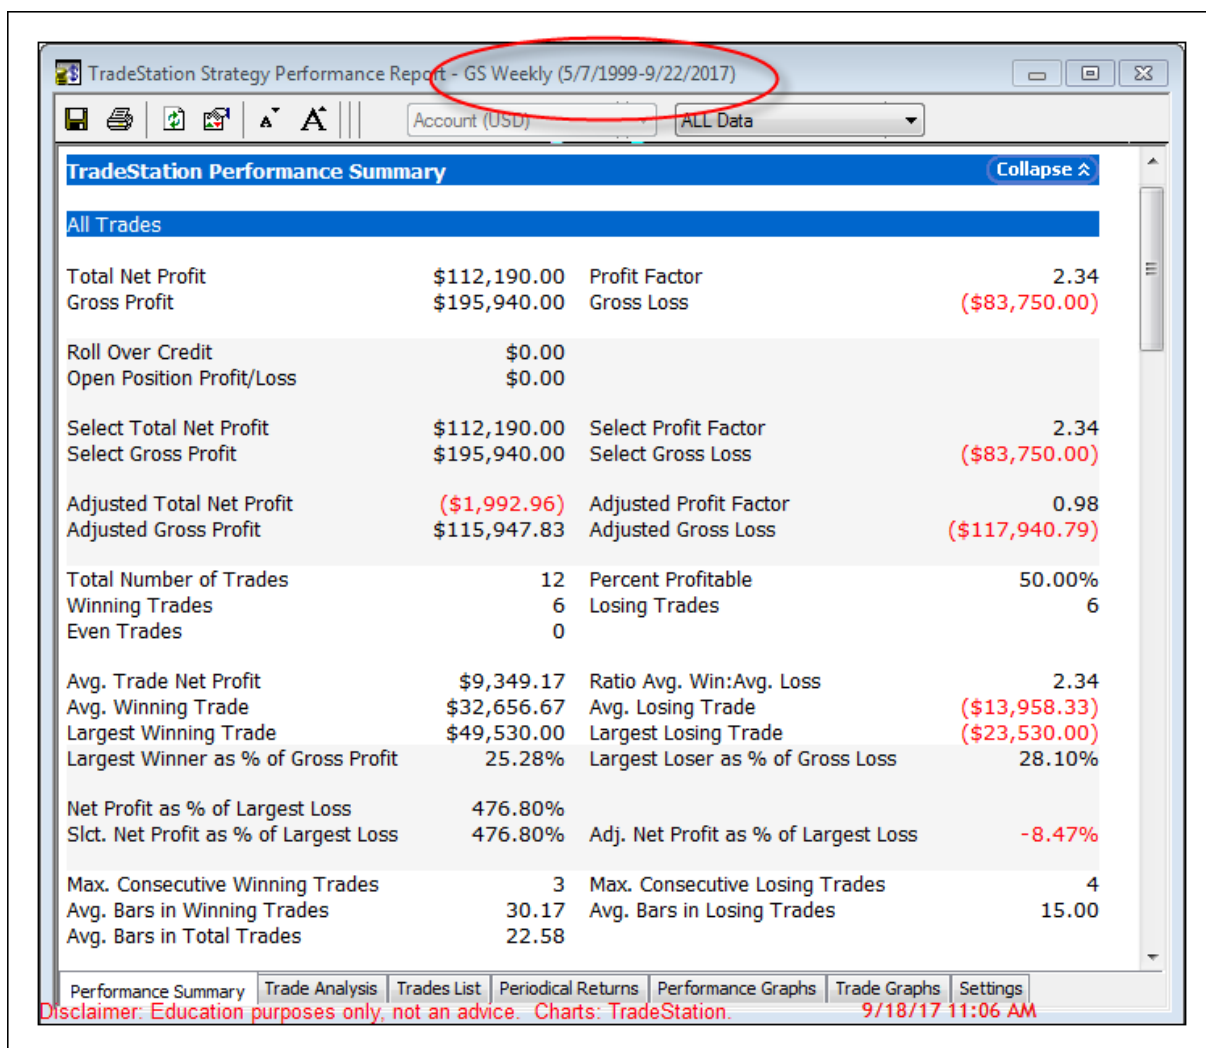 TradeStation Strategy Performance Report - GS Weekly (5/7/1999-9/22/2017)
A A Account (USD) ALL Data
TradeStation Performance Summary Collapse
All Trades
Total Net Profit $112,190.00 Profit Factor 2.34
Gross Profit $195,940.00 Gross Loss ($83,750.00)
Roll Over Credit $0.00
Open Position Profit/Loss $0.00
Select Total Net Profit $112,190.00 Select Profit Factor 2.34
Select Gross Profit $195,940.00 Select Gross Loss ($83,750.00)
Adjusted Total Net Profit ($1,992.96) Adjusted Profit Factor 0.98
Adjusted Gross Profit $115,947.83 Adjusted Gross Loss ($117,940.79)
Total Number of Trades 12 Percent Profitable 50.00%
Winning Trades 6 Losing Trades 6
Even Trades 0
Avg. Trade Net Profit $9,349.17 Ratio Avg. Win:Avg. Loss 2.34
Avg. Winning Trade $32,656.67 Avg. Losing Trade ($13,958.33)
Largest Winning Trade $49,530.00 Largest Losing Trade ($23,530.00)
Largest Winner as % of Gross Profit 25.28% Largest Loser as % of Gross Loss 28.10%
Net Profit as % of Largest Loss 476.80%
Slct. Net Profit as % of Largest Loss 476.80% Adj. Net Profit as % of Largest Loss -8.47%
Max. Consecutive Winning Trades 3 Max. Consecutive Losing Trades 4
Avg. Bars in Winning Trades 30.17 Avg. Bars in Losing Trades 15.00
Avg. Bars in Total Trades 22.58
Performance Summary Trade Analysis Trades List Periodical Returns Performance Graphs Trade Graphs Settings
Disclaimer: Education purposes only, not an advice. Charts: TradeStation. 9/18/17 11:06 AM